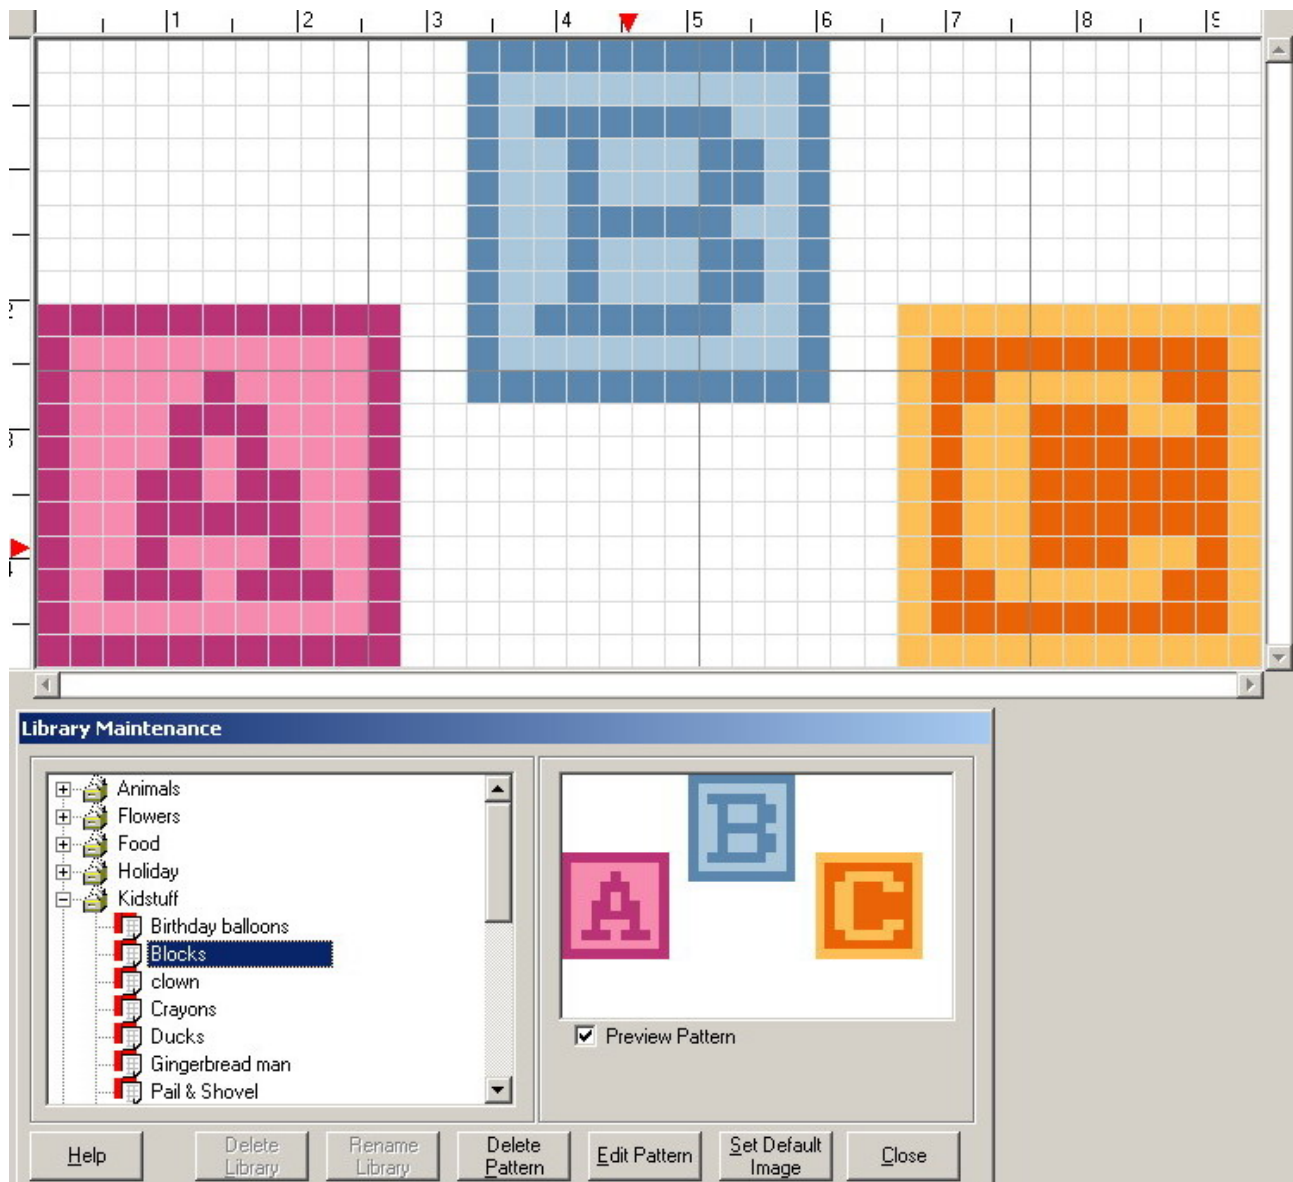 1 2 3 4 5 6 7 8 9
B
A C
Library Maintenance
Animals
Flowers
Food
Holiday
Kidstuff
Birthday balloons
Blocks
clown
Crayons
Ducks
Gingerbread man
Pail & Shovel
B
A C
Preview Pattern
Help
Delete Library
Rename Library
Delete Pattern
Edit Pattern
Set Default Image
Close